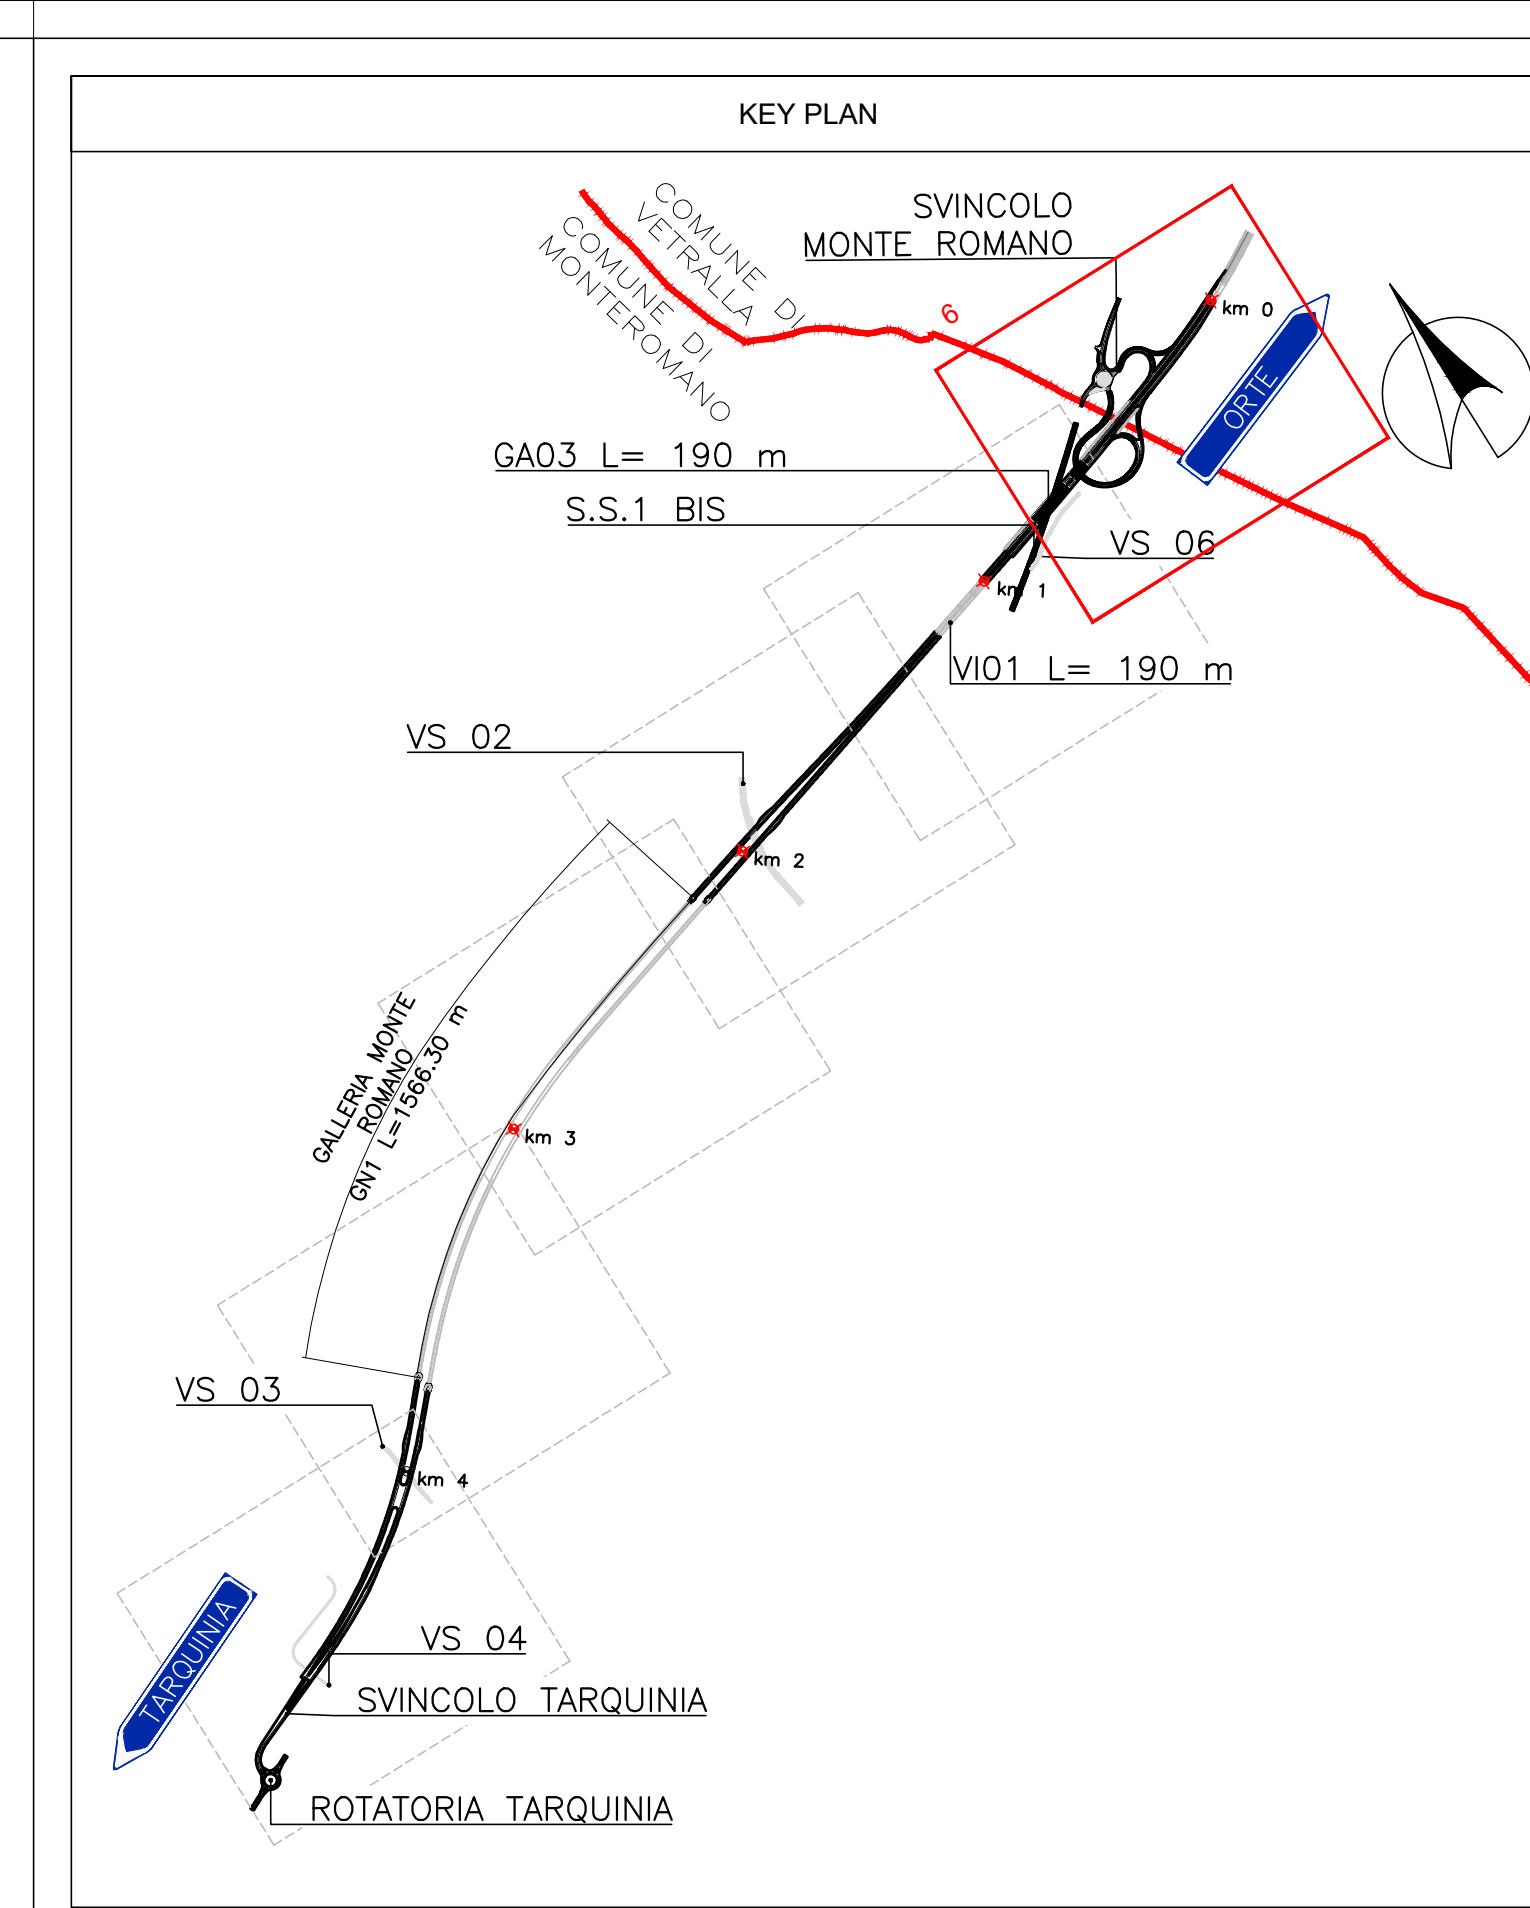 KEY PLAN
COMUNE DI
VETRALLA
COMUNE DI
MONTEROMANO
SVINCOLO
MONTE ROMANO
6
km 0
ORTE
GA03 L= 190 m
S.S.1 BIS
VS 06
km 1
VI01 L= 190 m
VS 02
km 2
GALLERIA MONTE
ROMANO
GN1 L=1566.30 m
km 3
VS 03
km 4
TARQUINIA
VS 04
SVINCOLO TARQUINIA
ROTATORIA TARQUINIA